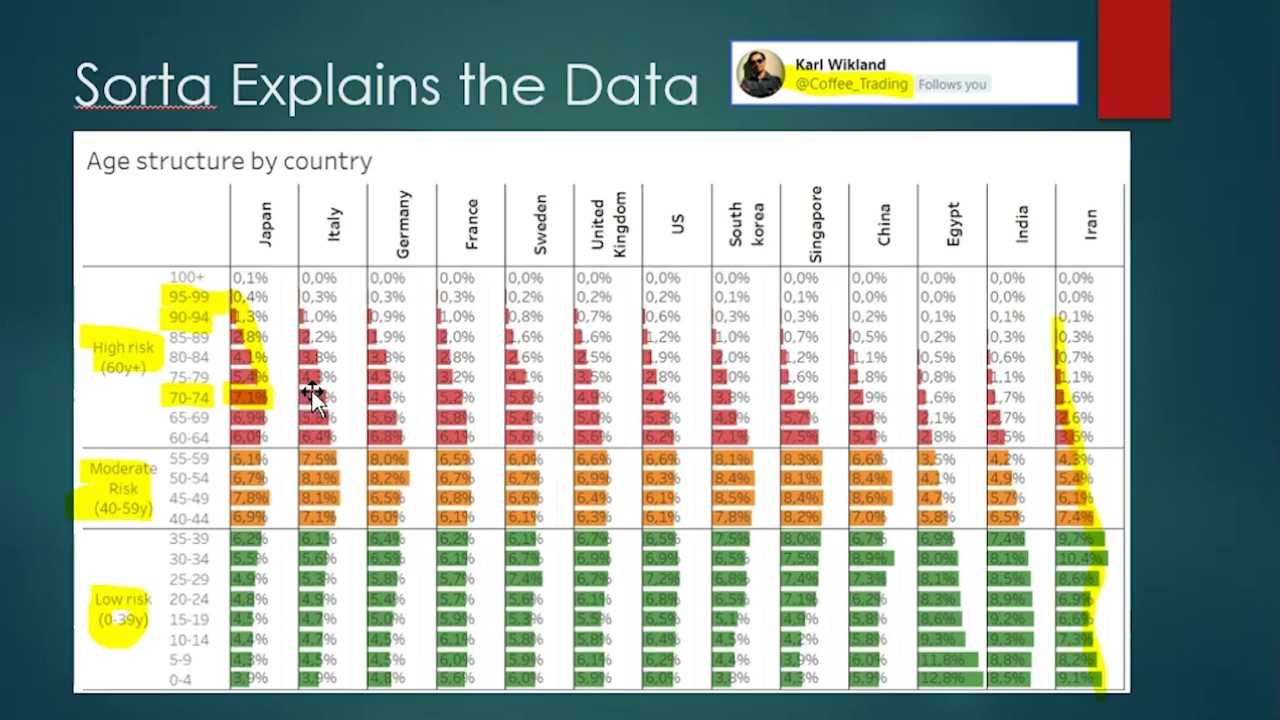 Sorta Explains the Data
Karl Wikland
@Coffee_Trading Follows you
Age structure by country
Japan Italy Germany France Sweden United Kingdom US South korea Singapore China Egypt India Iran
100+ 0,1% 0,0% 0,0% 0,0% 0,0% 0,0% 0,0% 0,0% 0,0% 0,0% 0,0% 0,0% 0,0%
95-99 0,4% 0,3% 0,3% 0,3% 0,2% 0,2% 0,2% 0,1% 0,1% 0,0% 0,0% 0,0% 0,0%
90-94 1,3% 1,0% 0,9% 1,0% 0,8% 0,7% 0,6% 0,3% 0,3% 0,2% 0,1% 0,1% 0,1%
85-89 2,8% 2,2% 1,9% 2,0% 1,6% 1,6% 1,2% 1,0% 0,7% 0,5% 0,2% 0,3% 0,3%
High risk
(60y+)
80-84 4,1% 3,8% 3,8% 2,8% 2,6% 2,5% 1,9% 2,0% 1,2% 1,1% 0,5% 0,6% 0,7%
75-79 5,4% 4,5% 3,2% 4,1% 3,5% 2,8% 3,0% 1,6% 1,8% 0,8% 1,1% 1,1%
70-74 7,1% 4,6% 5,2% 5,6% 4,9% 4,2% 3,8% 2,9% 2,9% 1,6% 1,7% 1,6%
65-69 6,9% 5,6% 5,8% 5,4% 5,0% 5,3% 4,9% 5,7% 5,0% 2,1% 2,7% 2,6%
60-64 6,0% 6,4% 6,8% 6,1% 5,6% 5,6% 6,2% 7,1% 7,5% 5,4% 2,8% 3,5% 3,6%
55-59 6,1% 7,5% 8,0% 6,5% 6,0% 6,6% 6,6% 8,1% 8,3% 6,6% 3,5% 4,2% 4,3%
Moderate
Risk
(40-59y)
50-54 6,7% 8,1% 8,2% 6,7% 6,7% 6,9% 6,3% 8,4% 8,1% 8,4% 4,1% 4,9% 5,4%
45-49 7,8% 8,1% 6,5% 6,8% 6,6% 6,4% 6,1% 8,5% 8,4% 8,6% 4,7% 5,7% 6,1%
40-44 6,9% 7,1% 6,0% 6,1% 6,1% 6,3% 6,1% 7,8% 8,2% 7,0% 5,8% 6,5% 7,4%
35-39 6,2% 6,1% 6,4% 6,2% 6,1% 6,7% 6,5% 7,5% 8,0% 6,7% 6,9% 7,4% 9,7%
30-34 5,5% 5,6% 6,5% 6,1% 6,7% 6,9% 6,9% 6,5% 7,5% 8,9% 8,0% 8,1% 10,4%
25-29 4,9% 5,3% 5,8% 5,7% 7,4% 6,7% 7,2% 6,8% 7,4% 7,3% 8,1% 8,5% 8,6%
Low risk
(0-39y)
20-24 4,8% 4,9% 5,4% 5,7% 5,6% 6,1% 6,8% 6,5% 7,1% 6,2% 8,3% 8,9% 6,9%
15-19 4,5% 4,7% 5,0% 5,9% 5,3% 5,5% 6,5% 5,1% 4,9% 5,8% 8,6% 9,2% 6,6%
10-14 4,4% 4,7% 4,5% 6,1% 5,8% 5,8% 6,4% 4,5% 4,2% 5,8% 9,3% 9,3% 7,3%
5-9 4,3% 4,5% 4,5% 6,0% 5,9% 6,1% 6,2% 4,4% 3,9% 6,0% 11,8% 8,8% 8,2%
0-4 3,9% 3,9% 4,8% 5,6% 6,0% 5,9% 6,0% 3,8% 4,3% 5,9% 12,8% 8,5% 9,1%